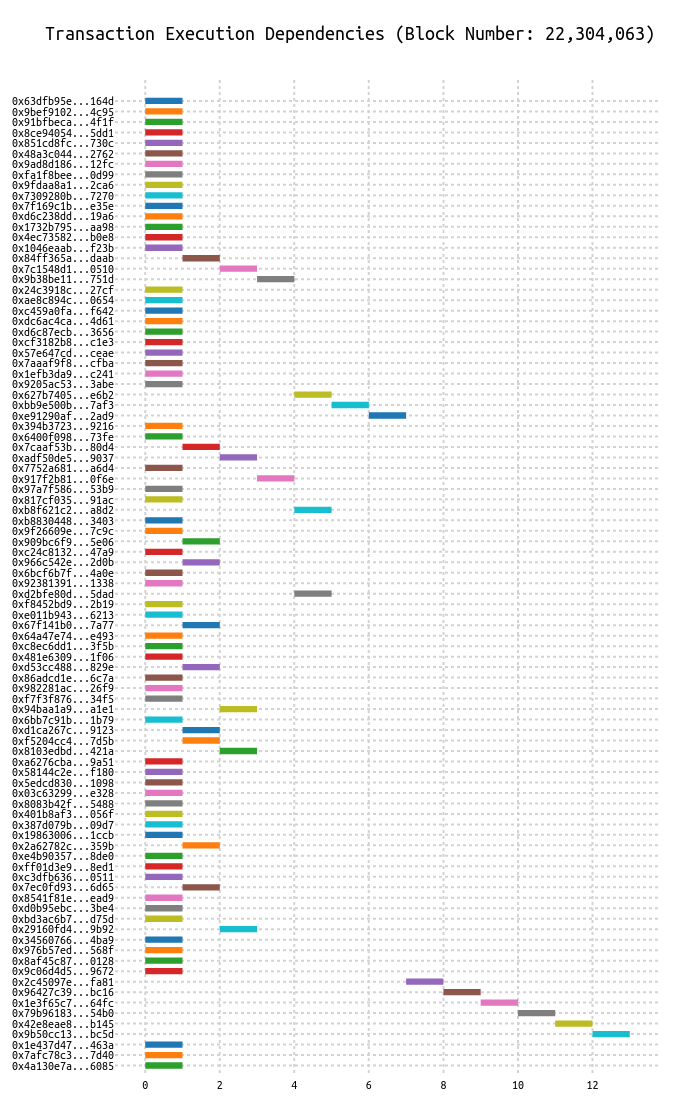 Transaction Execution Dependencies (Block Number: 22,304,063)
0x63dfb95e...164d
0x9bef9102...4c95
0x91bfbeca...4f1f
0x8ce94054...5dd1
0x851cd8fc...730c
0x48a3c044...2762
0x9ad8d186...12fc
0xfa1f8bee...0d99
0x9fdaa8a1...2ca6
0x7309280b...7270
0x7f169c1b...e35e
0xd6c238dd...19a6
0x1732b795...aa98
0x4ec73582...b0e8
0x1046eaab...f23b
0x84ff365a...daab
0x7c1548d1...0510
0x9b38be11...751d
0x24c3918c...27cf
0xae8c894c...0654
0xc459a0fa...f642
0xdc6ac4ca...4d61
0xd6c87ecb...3656
0xcf3182b8...c1e3
0x57e647cd...ceae
0x7aaaf9f8...cfba
0x1efb3da9...c241
0x9205ac53...3abe
0x627b7405...e6b2
0xbb9e500b...7af3
0xe91290af...2ad9
0x394b3723...9216
0x6400f098...73fe
0x7caaf53b...80d4
0xadf50de5...9037
0x7752a681...a6d4
0x917f2b81...0f6e
0x97a7f586...53b9
0x817cf035...91ac
0xb8f621c2...a8d2
0xb8830448...3403
0x9f26609e...7c9c
0x909bc6f9...5e06
0xc24c8132...47a9
0x966c542e...2d0b
0x6bcf6b7f...4a0e
0x92381391...1338
0xd2bfe80d...5dad
0xf8452bd9...2b19
0xe011b943...6213
0x67f141b0...7a77
0x64a47e74...e493
0xc8ec6dd1...3f5b
0x481e6309...1f06
0xd53cc488...829e
0x86adcd1e...6c7a
0x982281ac...26f9
0xf7f3f876...34f5
0x94baa1a9...a1e1
0x6bb7c91b...1b79
0xd1ca267c...9123
0xf5204cc4...7d5b
0x8103edbd...421a
0xa6276cba...9a51
0x58144c2e...f180
0x5edcd830...1098
0x03c63299...e328
0x8083b42f...5488
0x401b8af3...056f
0x387d079b...09d7
0x19863006...1ccb
0x2a62782c...359b
0xe4b90357...8de0
0xff01d3e9...8ed1
0xc3dfb636...0511
0x7ec0fd93...6d65
0x8541f81e...ead9
0xd0b95ebc...3be4
0xbd3ac6b7...d75d
0x29160fd4...9b92
0x34560766...4ba9
0x976b57ed...568f
0x8af45c87...0128
0x9c06d4d5...9672
0x2c45097e...fa81
0x96427c39...bc16
0x1e3f65c7...64fc
0x79b96183...54b0
0x42e8eae8...b145
0x9b50cc13...bc5d
0x1e437d47...463a
0x7afc78c3...7d40
0x4a130e7a...6085
0 2 4 6 8 10 12